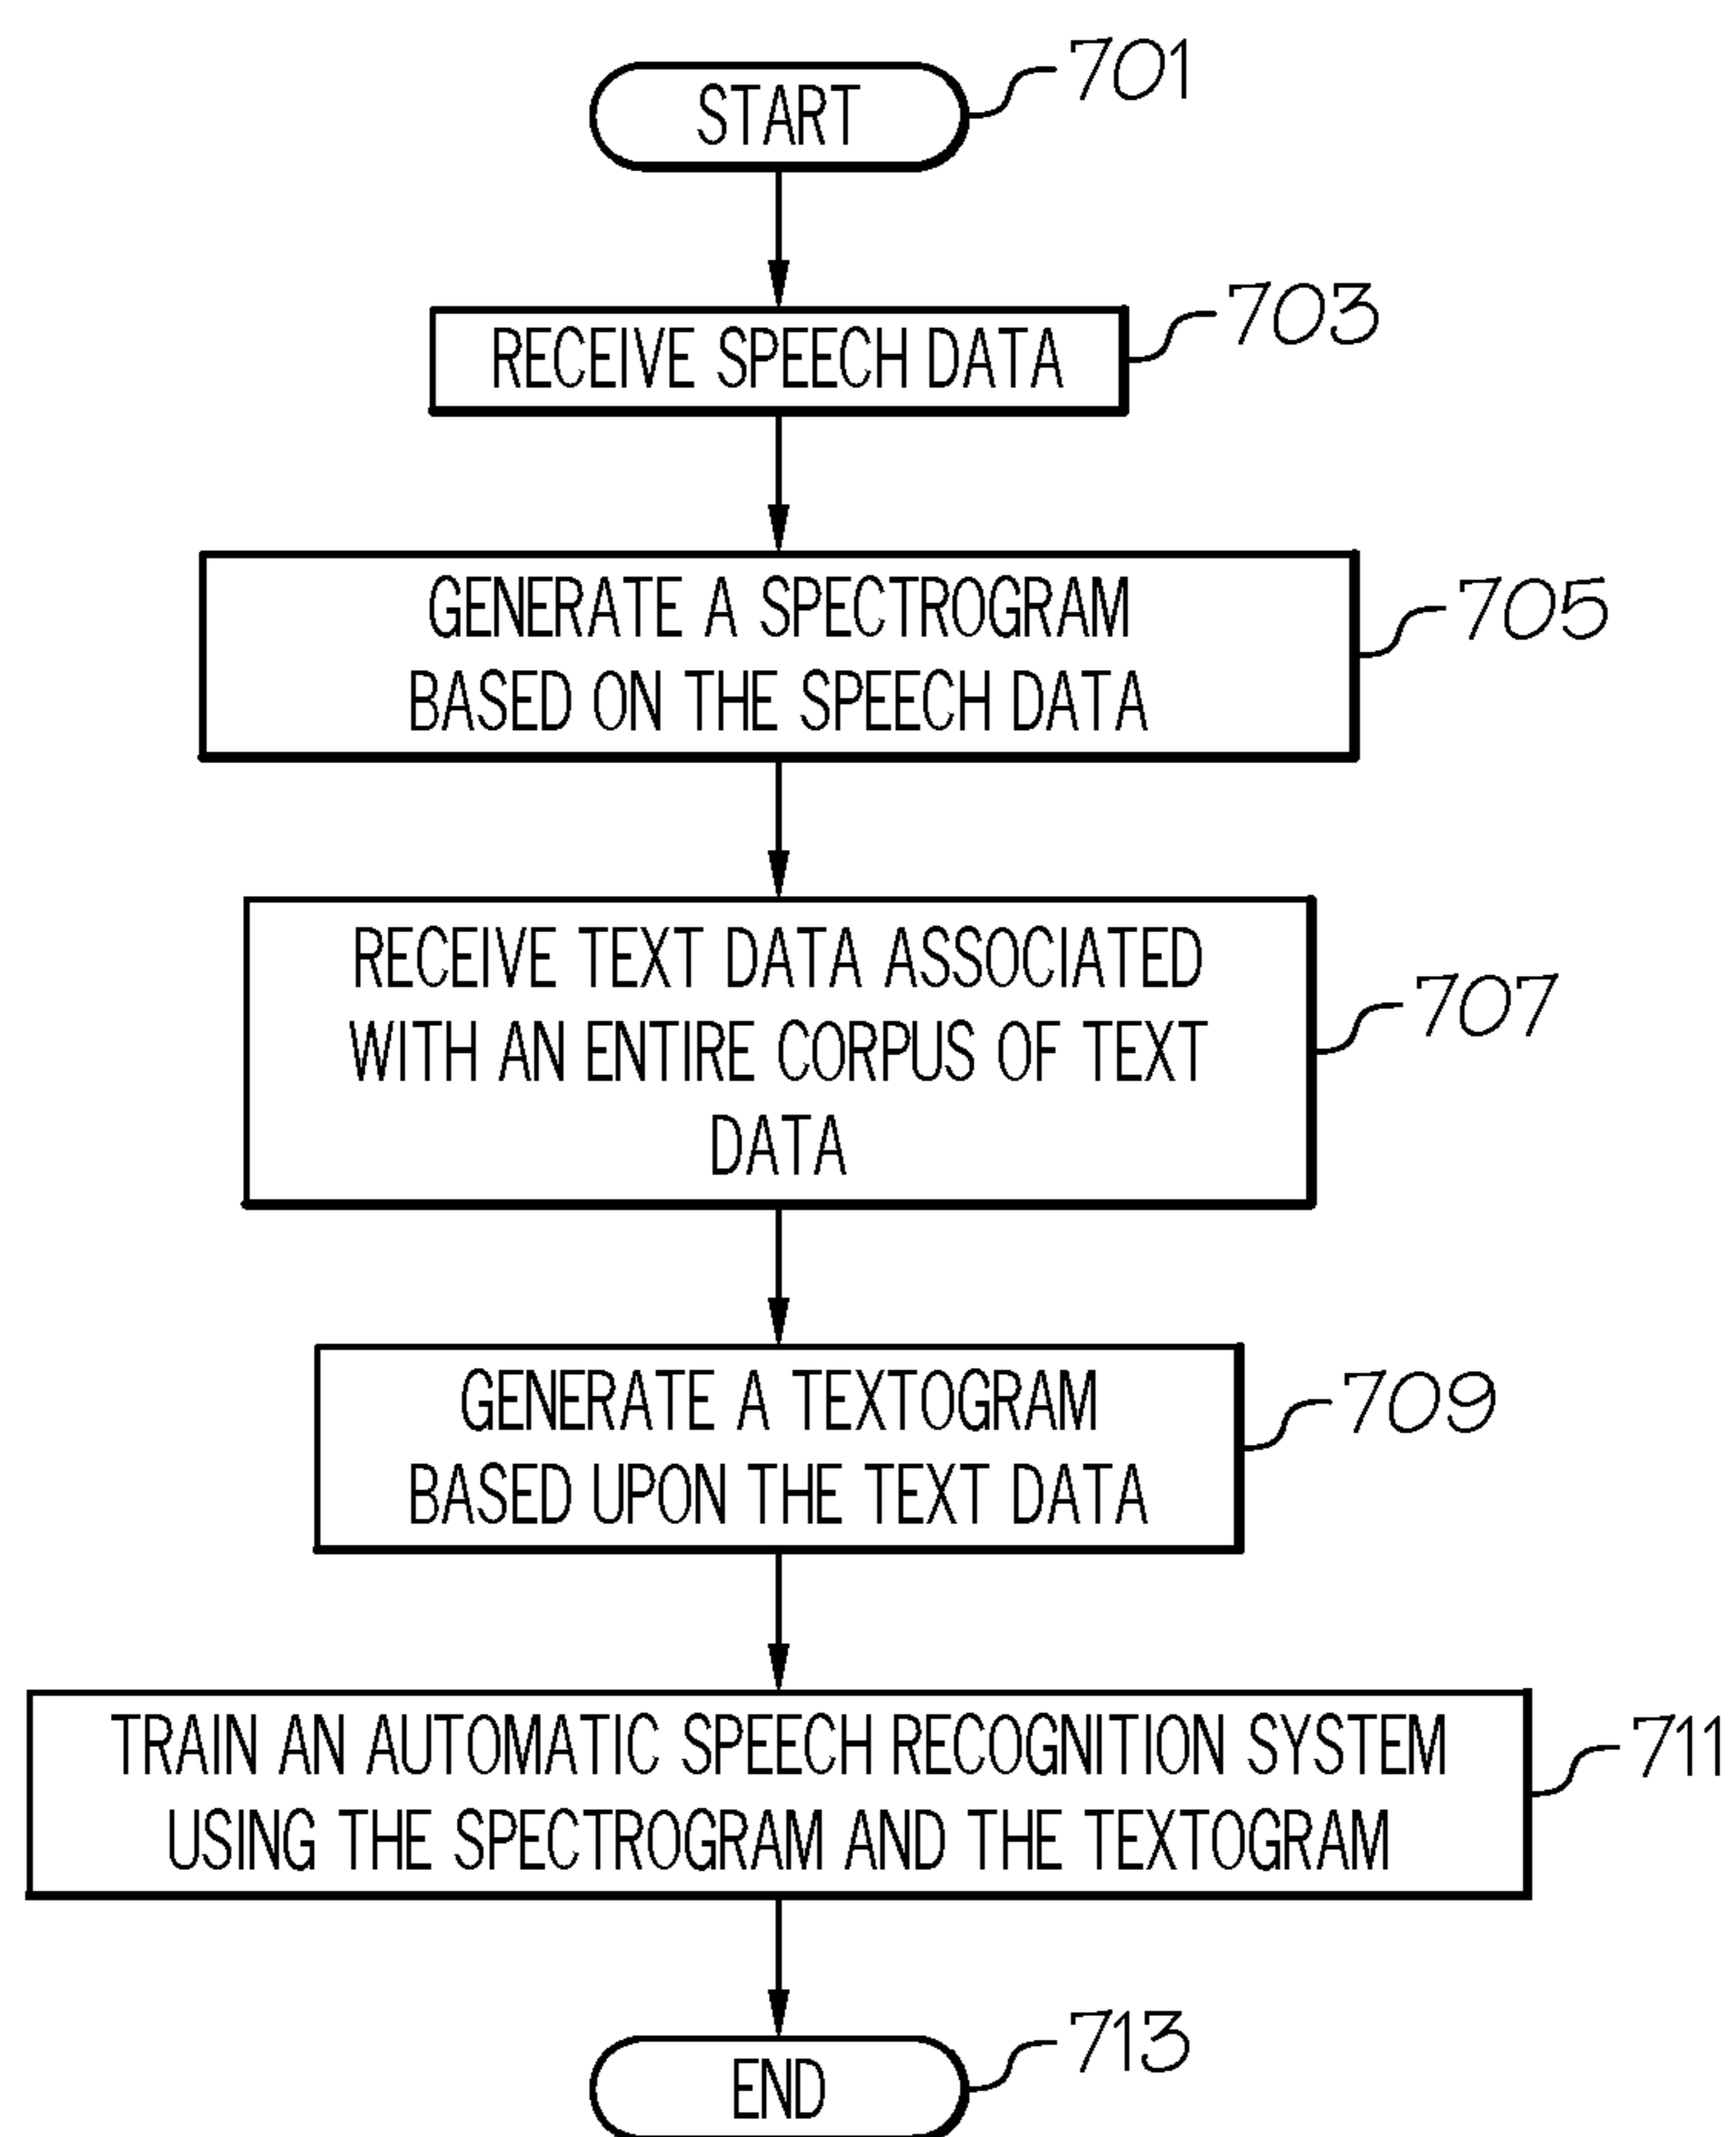 START
701
RECEIVE SPEECH DATA
703
GENERATE A SPECTROGRAM
BASED ON THE SPEECH DATA
705
RECEIVE TEXT DATA ASSOCIATED
WITH AN ENTIRE CORPUS OF TEXT
DATA
707
GENERATE A TEXTOGRAM
BASED UPON THE TEXT DATA
709
TRAIN AN AUTOMATIC SPEECH RECOGNITION SYSTEM
USING THE SPECTROGRAM AND THE TEXTOGRAM
711
END
713